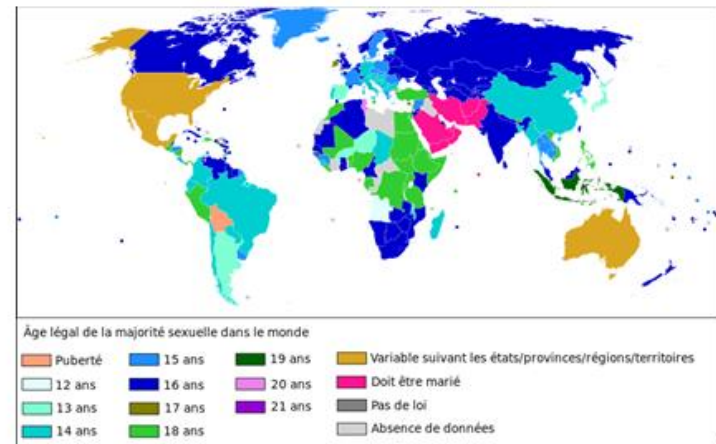 Âge légal de la majorité sexuelle dans le monde
Puberté
12 ans
13 ans
14 ans
15 ans
16 ans
17 ans
18 ans
19 ans
20 ans
21 ans
Variable suivant les états/provinces/régions/territoires
Doit être marié
Pas de loi
Absence de données